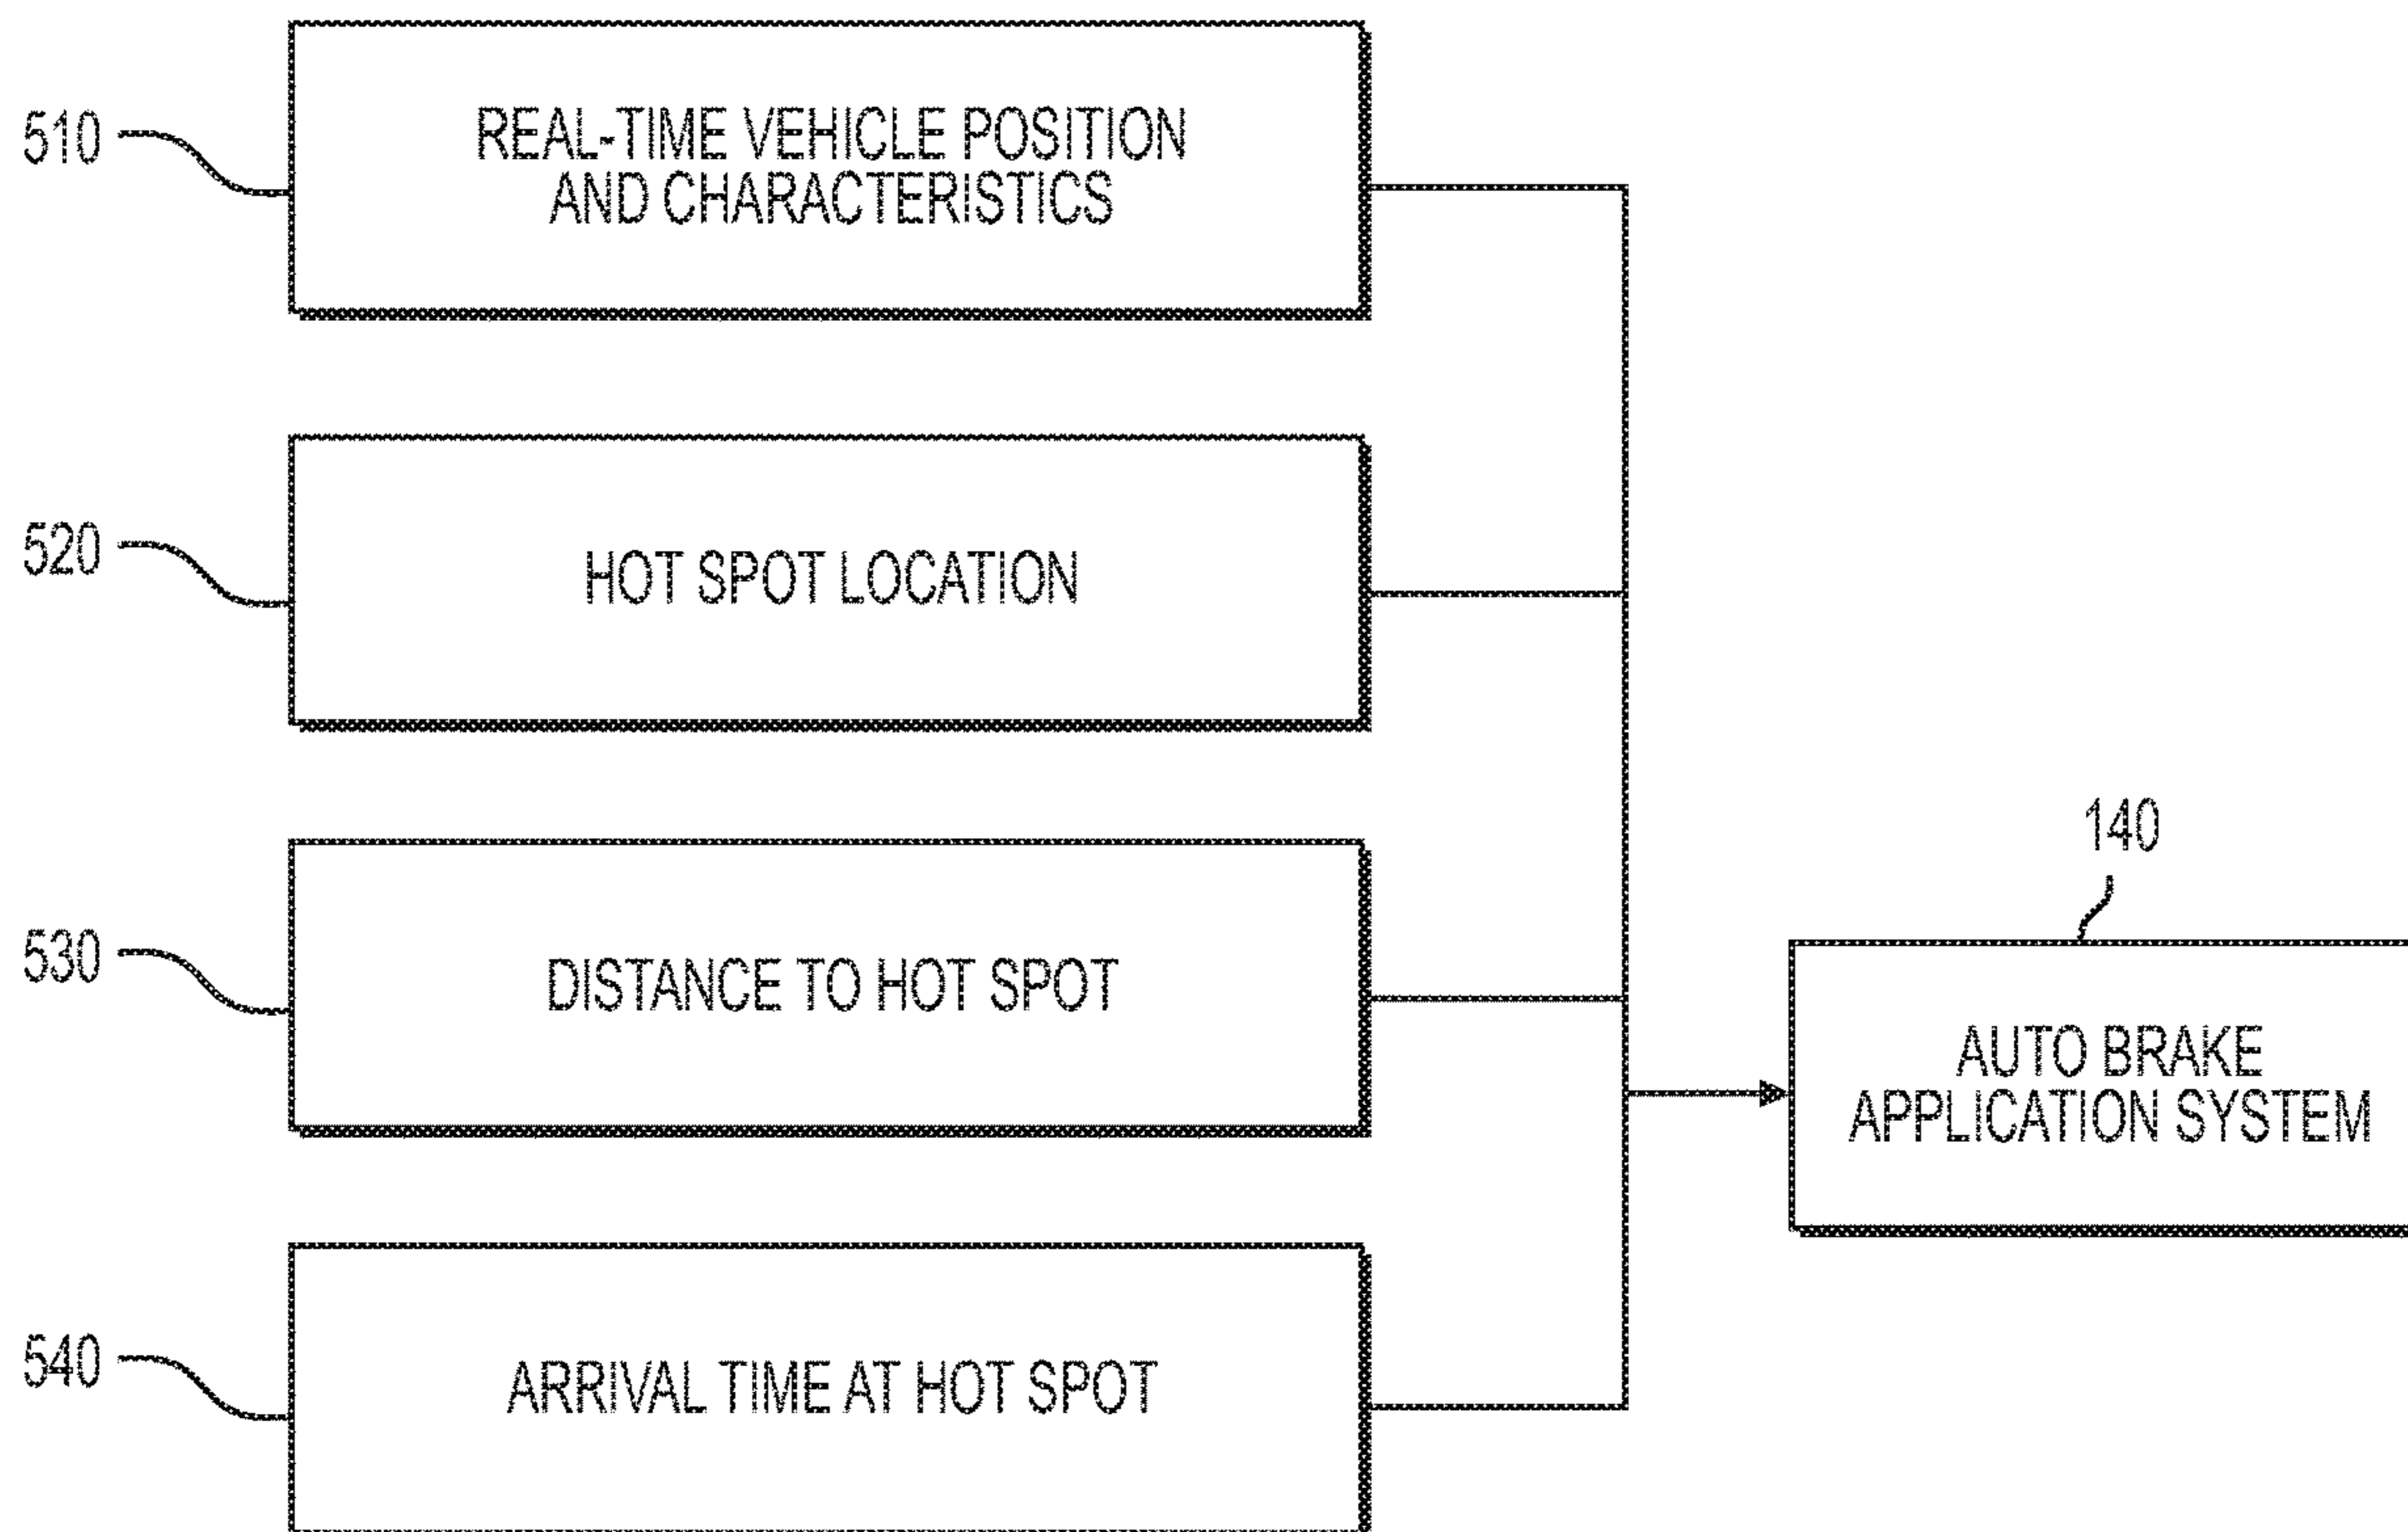 510
REAL-TIME VEHICLE POSITION
AND CHARACTERISTICS
520
HOT SPOT LOCATION
530
DISTANCE TO HOT SPOT
140
AUTO BRAKE
APPLICATION SYSTEM
540
ARRIVAL TIME AT HOT SPOT